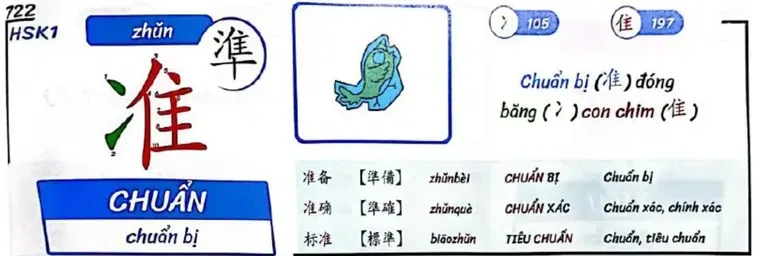 722
HSK1
zhǔn
準
准
CHUẨN
chuẩn bị
冫 105
隹 197
Chuẩn bị (准) đóng
băng (冫) con chim (隹)
准备 【準備】 zhǔnbèi CHUẨN BỊ Chuẩn bị
准确 【準確】 zhǔnquè CHUẨN XÁC Chuẩn xác, chính xác
标准 【標準】 biāozhǔn TIÊU CHUẨN Chuẩn, tiêu chuẩn